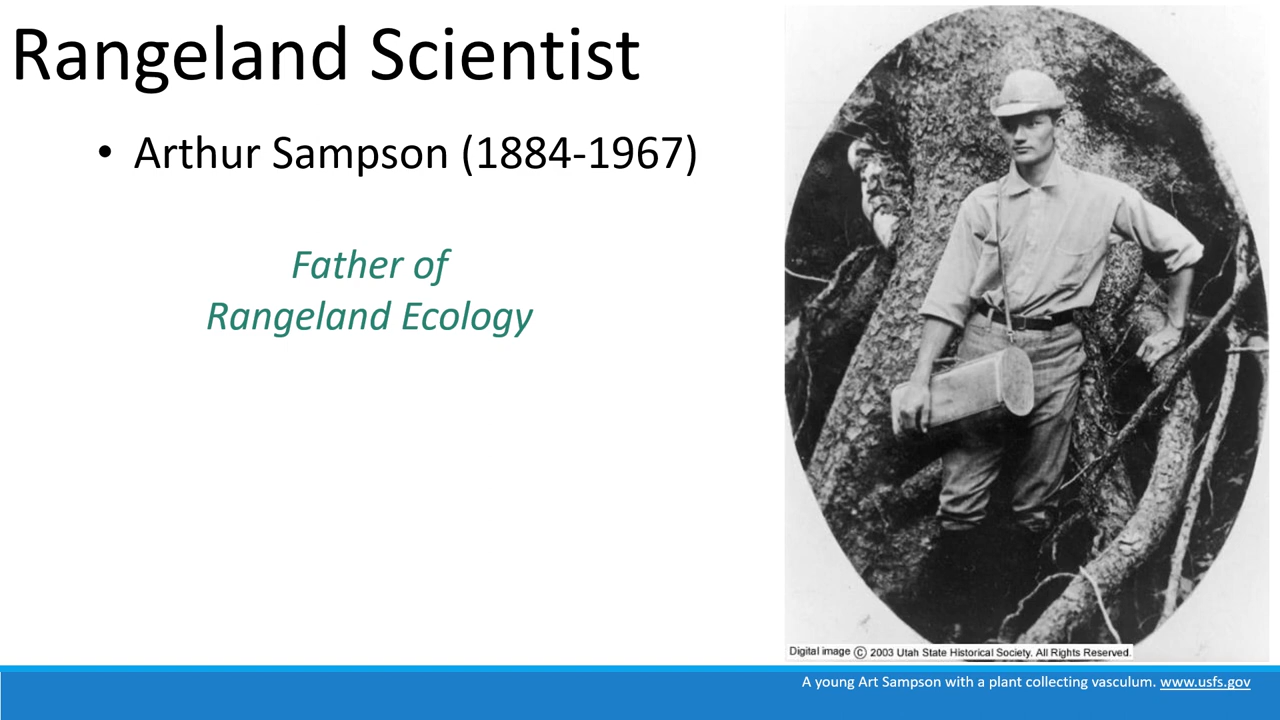 Rangeland Scientist
• Arthur Sampson (1884-1967)
Father of
Rangeland Ecology
Digital image © 2003 Utah State Historical Society. All Rights Reserved.
A young Art Sampson with a plant collecting vasculum. www.usfs.gov